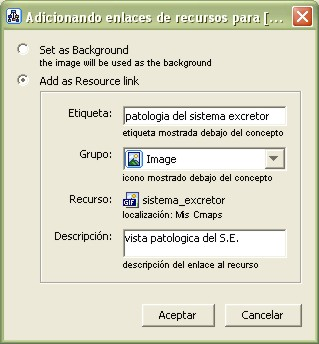 Adicionando enlaces de recursos para [...
Set as Background
the image will be used as the background
Add as Resource link
Etiqueta: patologia del sistema excretor
etiqueta mostrada debajo del concepto
Grupo: Image
icono mostrado debajo del concepto
Recurso: GIF sistema_excretor
localización: Mis Cmaps
Descripción: vista patologica del S.E.
descripción del enlace al recurso
Aceptar Cancelar